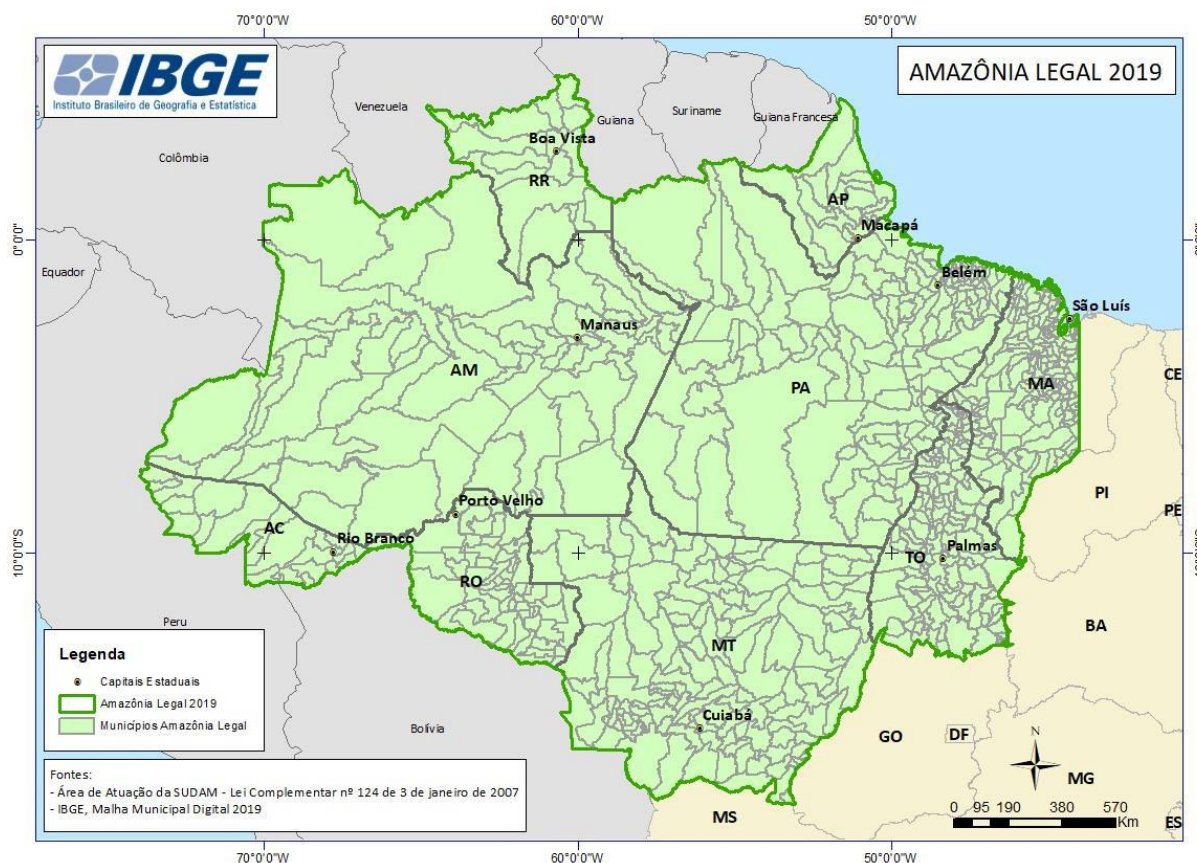 70°0'0"W 60°0'0"W 50°0'0"W
IBGE
Instituto Brasileiro de Geografia e Estatística
AMAZÔNIA LEGAL 2019
Venezuela
Guiana
Suriname
Guiana Francesa
Colômbia
Boa Vista
RR
AP
Macapá
0°0'0"
Equador
Belém
São Luís
Manaus
AM
PA
MA
CE
Porto Velho
PI
PE
AC
Rio Branco
10°0'0"S
TO
Palmas
RO
Peru
BA
MT
Legenda
Capitais Estaduais
Amazônia Legal 2019
Municípios Amazônia Legal
Cuiabá
Bolívia
GO
DF
N
MG
Fontes:
- Área de Atuação da SUDAM - Lei Complementar nº 124 de 3 de janeiro de 2007
- IBGE, Malha Municipal Digital 2019
MS
0 95 190 380 570
Km
ES
70°0'0"W 60°0'0"W 50°0'0"W